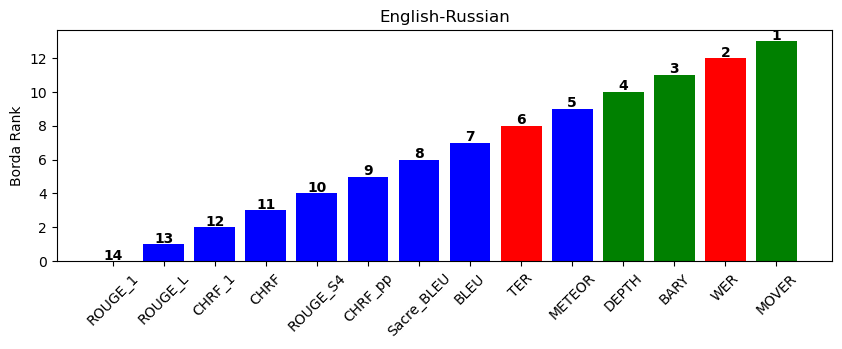 English-Russian
Borda Rank
12
10
8
6
4
2
0
14
13
12
11
10
9
8
7
6
5
4
3
2
1
ROUGE_1
ROUGE_L
CHRF_1
CHRF
ROUGE_S4
CHRF_pp
Sacre_BLEU
BLEU
TER
METEOR
DEPTH
BARY
WER
MOVER